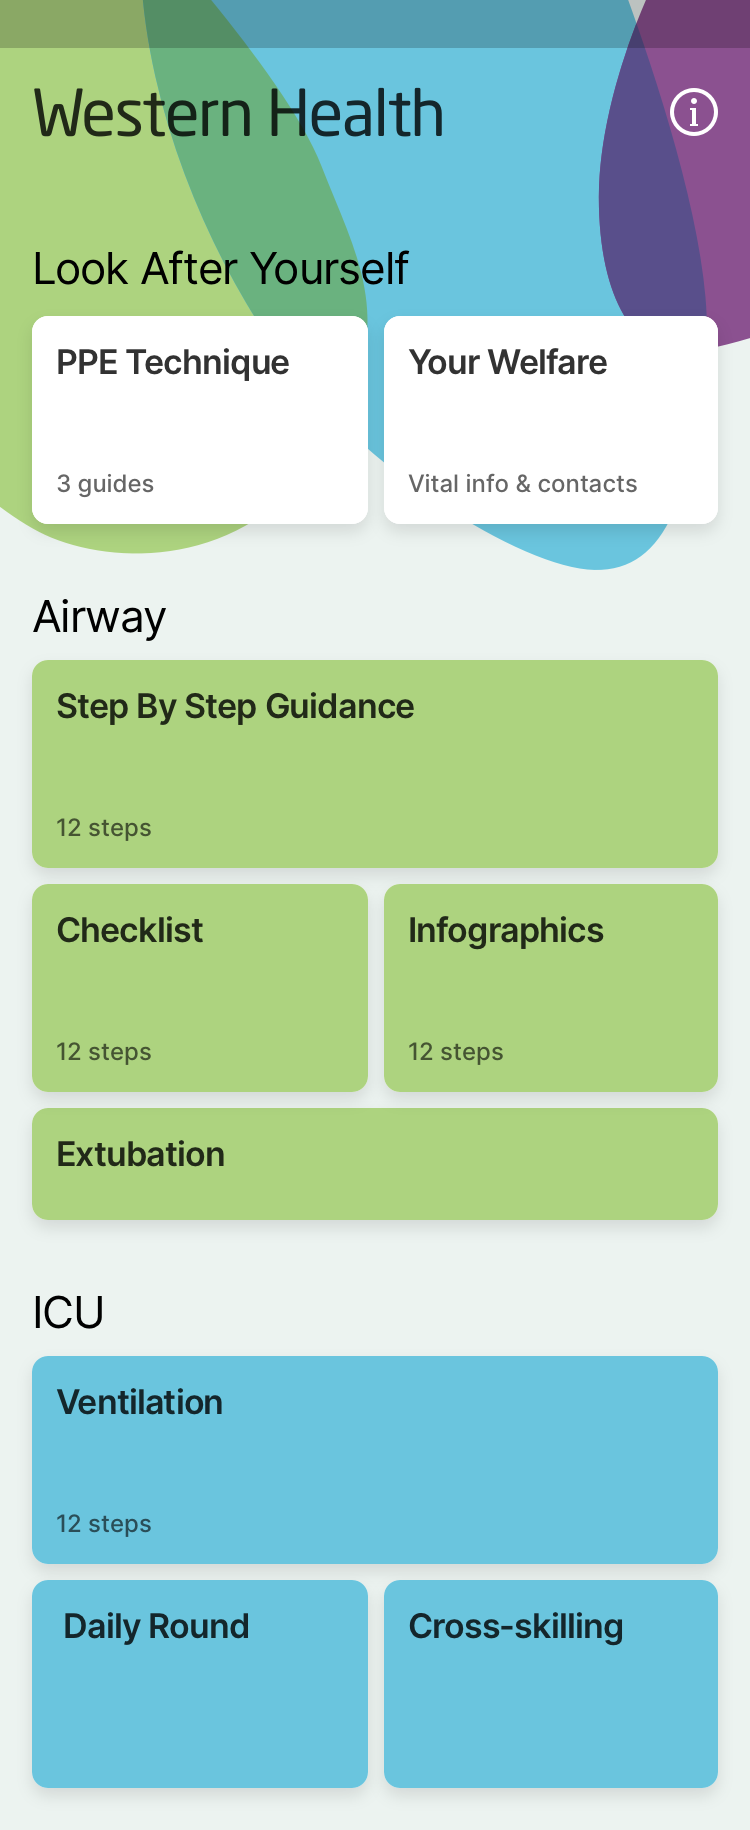 Western Health
Look After Yourself
PPE Technique
3 guides
Your Welfare
Vital info & contacts
Airway
Step By Step Guidance
12 steps
Checklist
12 steps
Infographics
12 steps
Extubation
ICU
Ventilation
12 steps
Daily Round
Cross-skilling